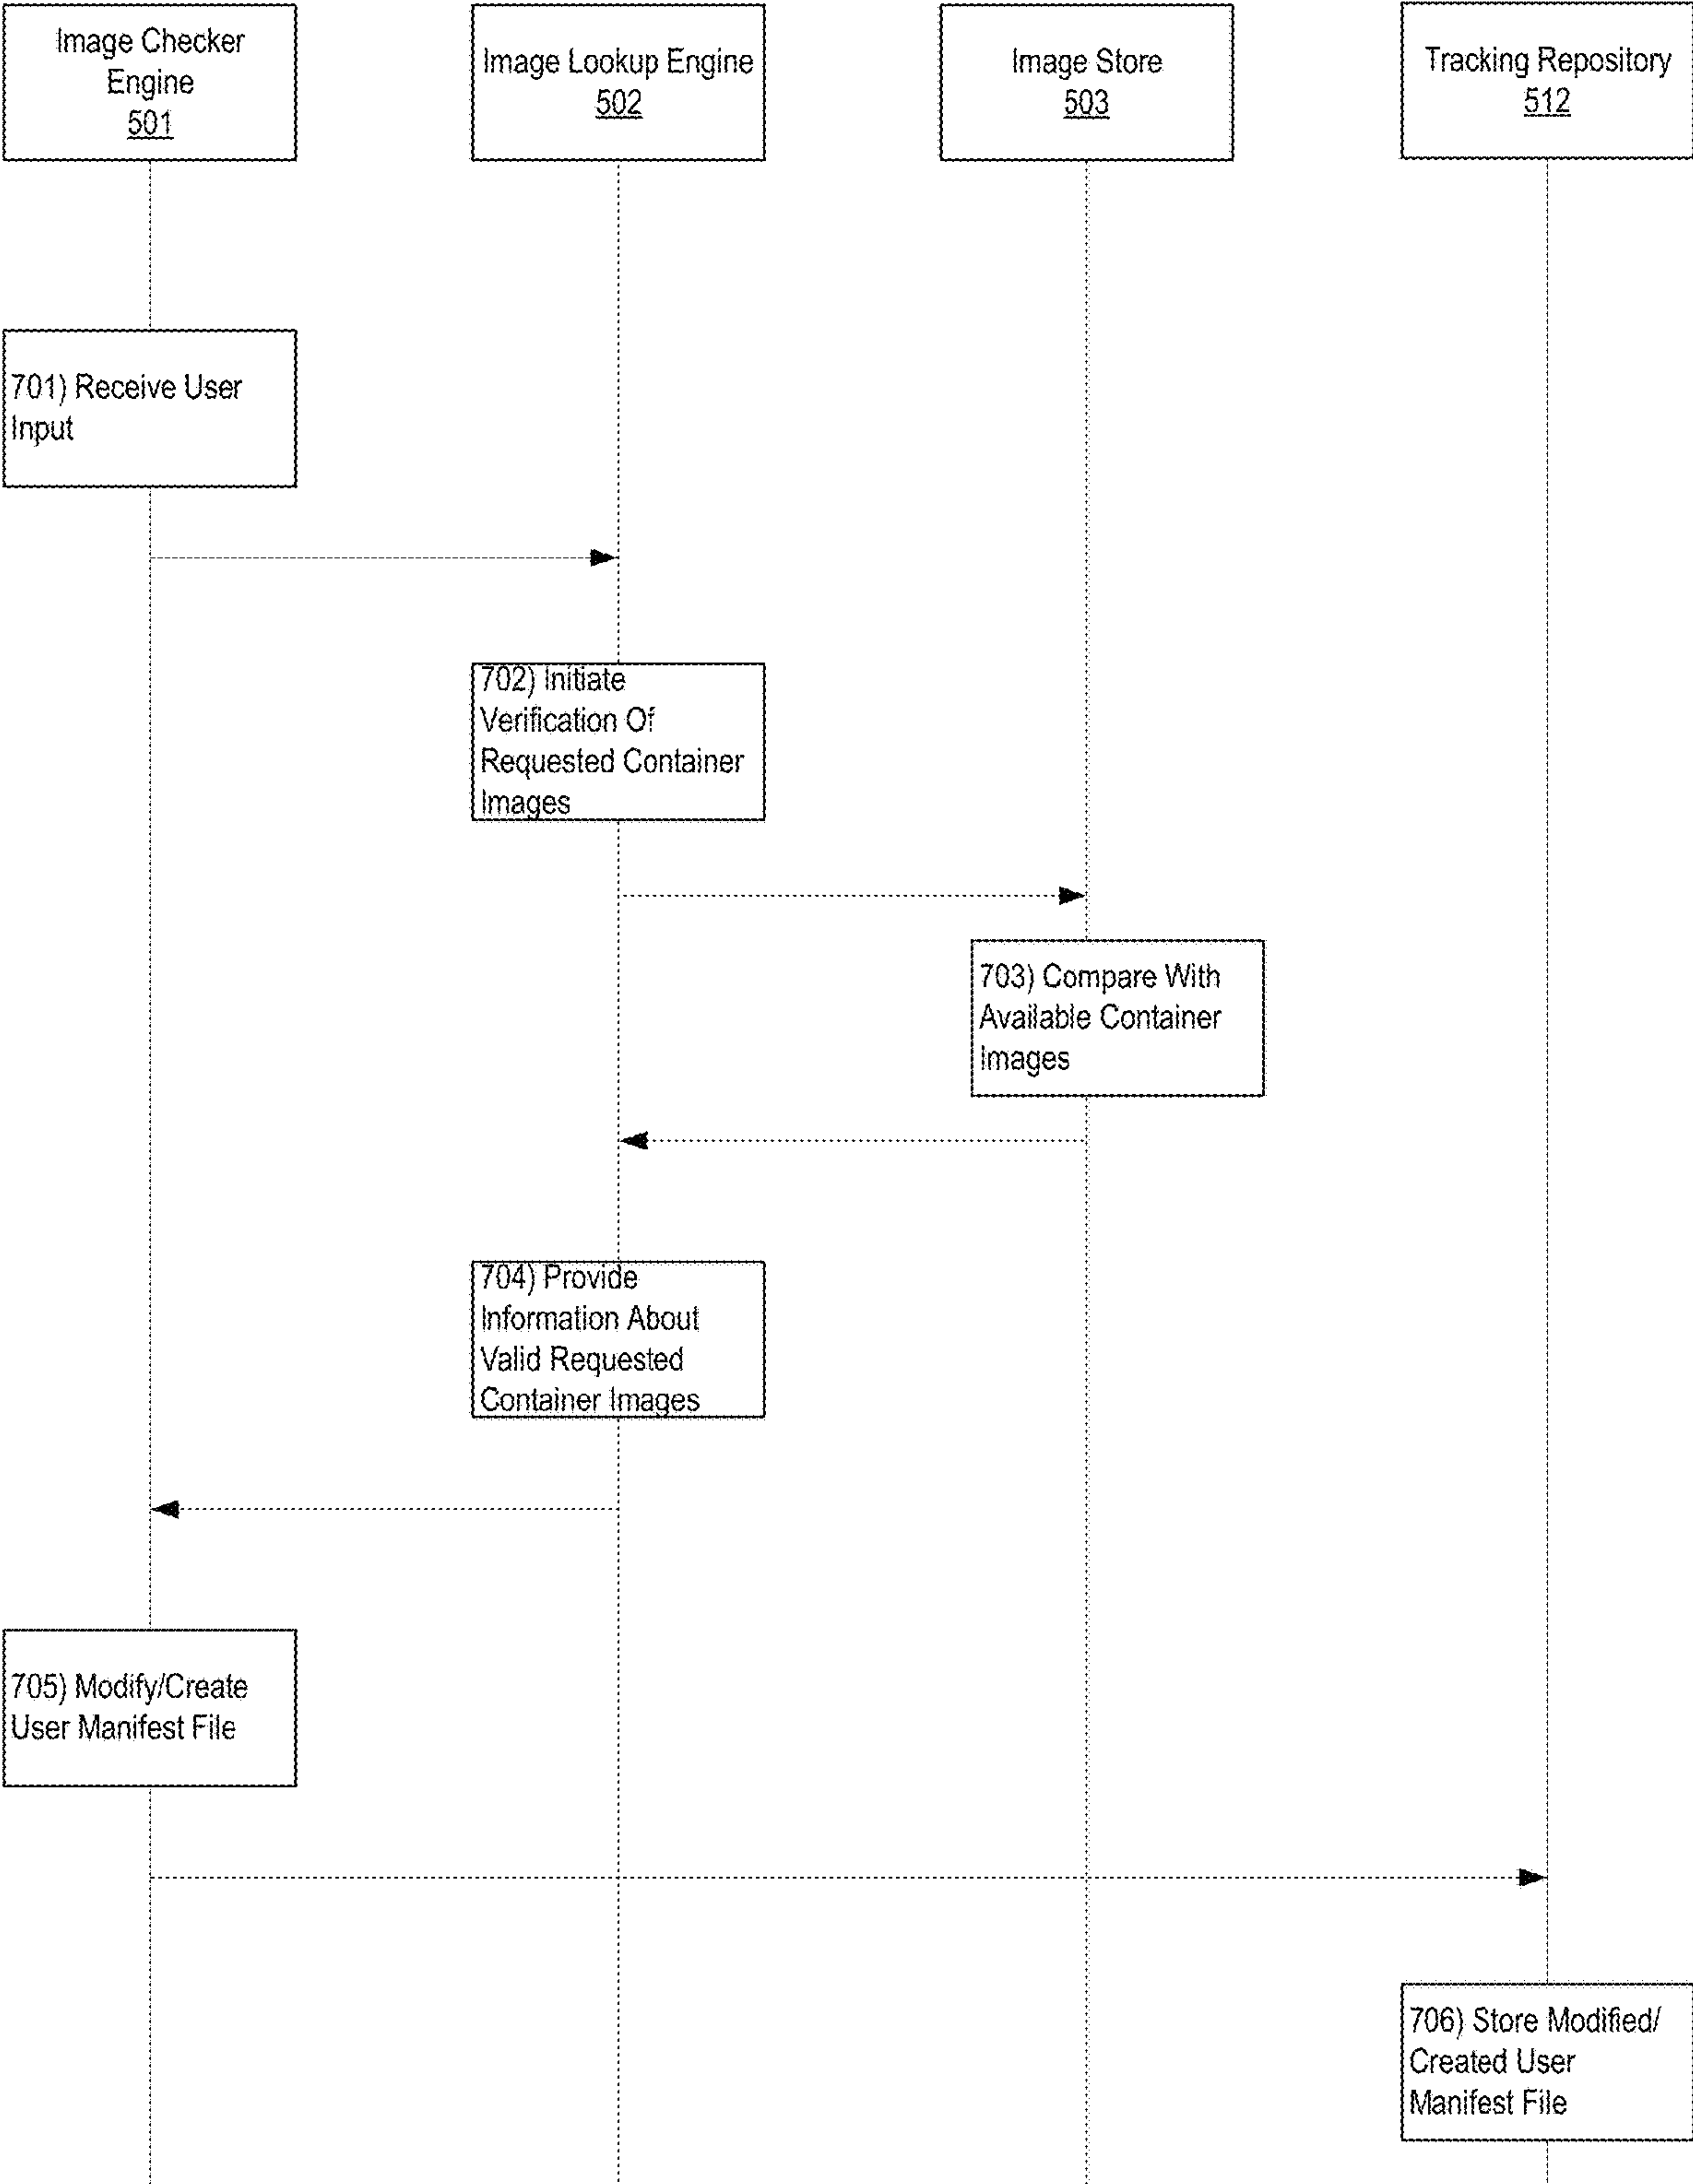 Image Checker
Engine
501
Image Lookup Engine
502
Image Store
503
Tracking Repository
512
701) Receive User
Input
702) Initiate
Verification Of
Requested Container
Images
703) Compare With
Available Container
Images
704) Provide
Information About
Valid Requested
Container Images
705) Modify/Create
User Manifest File
706) Store Modified/
Created User
Manifest File